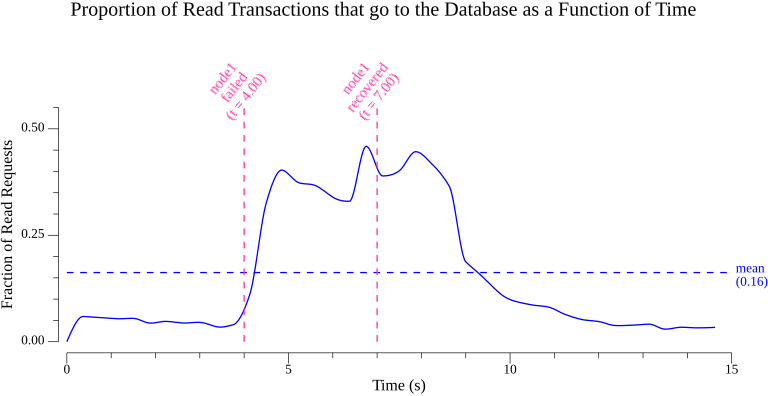 Proportion of Read Transactions that go to the Database as a Function of Time
node1
failed
(t = 4.00)
node1
recovered
(t = 7.00)
Fraction of Read Requests
0.50
0.25
0.00
mean
(0.16)
0
5
10
15
Time (s)